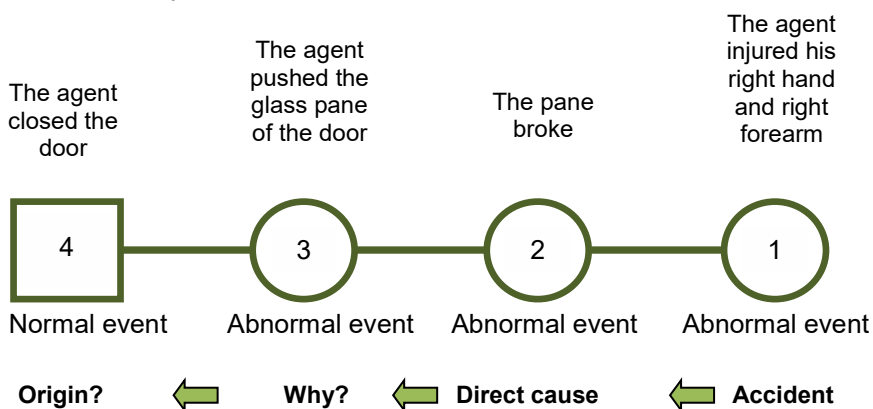 The agent
closed the
door
The agent
pushed the
glass pane
of the door
The pane
broke
The agent
injured his
right hand
and right
forearm
4
3
2
1
Normal event
Abnormal event
Abnormal event
Abnormal event
Origin?
Why?
Direct cause
Accident